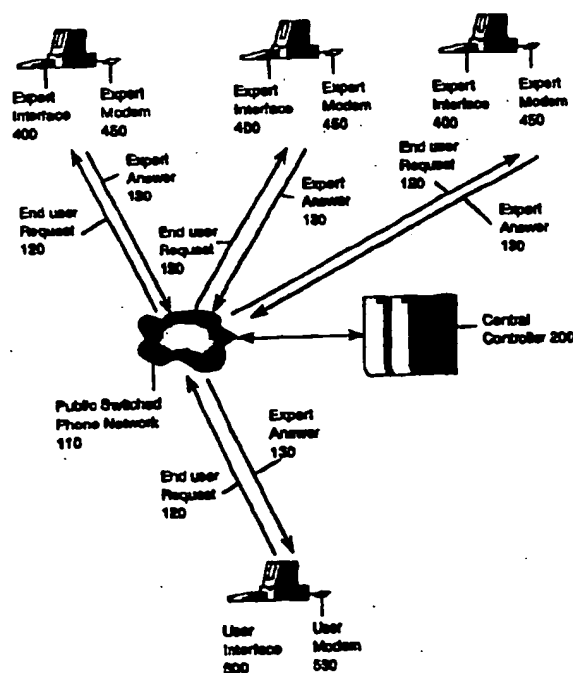 Expert
Interface
400
Expert
Modem
450
Expert
Interface
400
Expert
Modem
450
Expert
Interface
400
Expert
Modem
450
Expert
Answer
130
End user
Request
120
Expert
Answer
130
End user
Request
130
End user
Request
120
Expert
Answer
130
Central
Controller 200
Public Switched
Phone Network
110
Expert
Answer
130
End user
Request
120
User
Interface
User
Modem
530